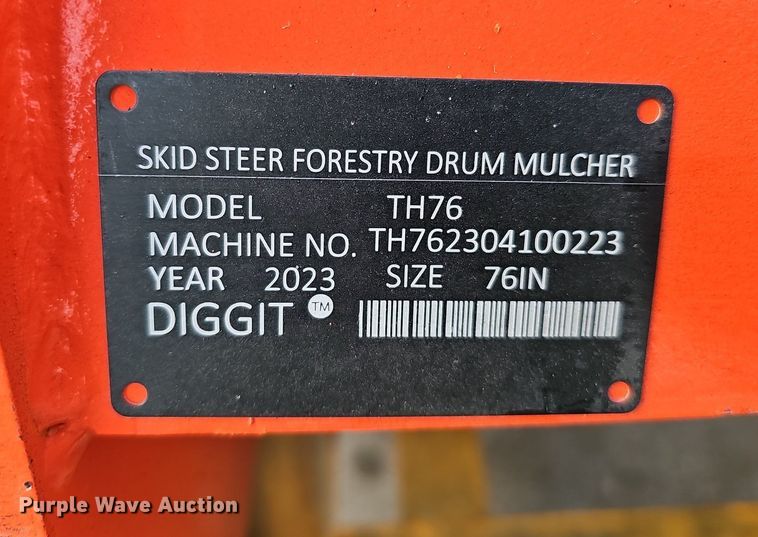 SKID STEER FORESTRY DRUM MULCHER
MODEL TH76
MACHINE NO. TH762304100223
YEAR 2023 SIZE 76IN
DIGGIT ™
Purple Wave Auction